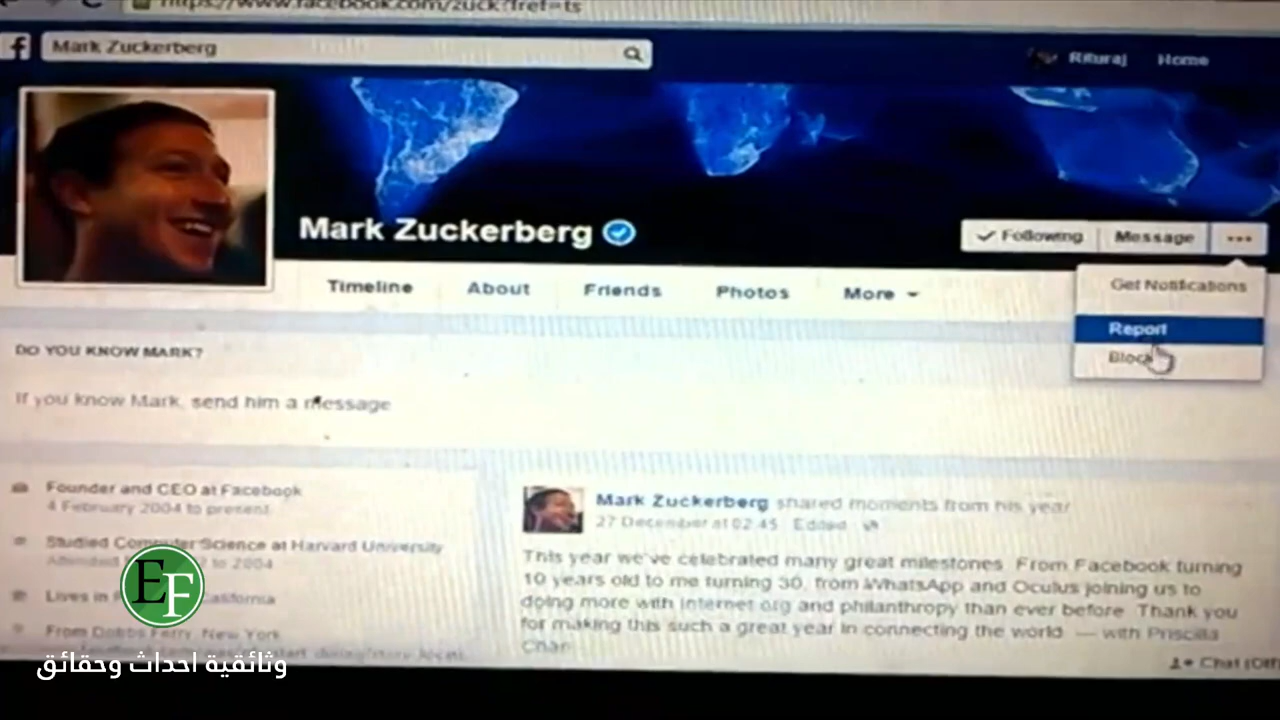 https://www.facebook.com/zuck?fref=ts
f
Mark Zuckerberg
Rituraj Home
Mark Zuckerberg
Following Message ...
Get Notifications
Report
Block
Timeline About Friends Photos More
DO YOU KNOW MARK?
If you know Mark, send him a message
Founder and CEO at Facebook
4 February 2004 to present
Studied Computer Science at Harvard University
Attended to 2004
Lives in California
From Dobbs Ferry, New York
Mark Zuckerberg shared moments from his year
27 December at 02:45 Edited
This year we've celebrated many great milestones. From Facebook turning
10 years old to me turning 30, from WhatsApp and Oculus joining us to
doing more with Internet.org and philanthropy than ever before. Thank you
for making this such a great year in connecting the world. — with Priscilla
Chan
Chat (Off)
EF
وثائقية احداث وحقائق